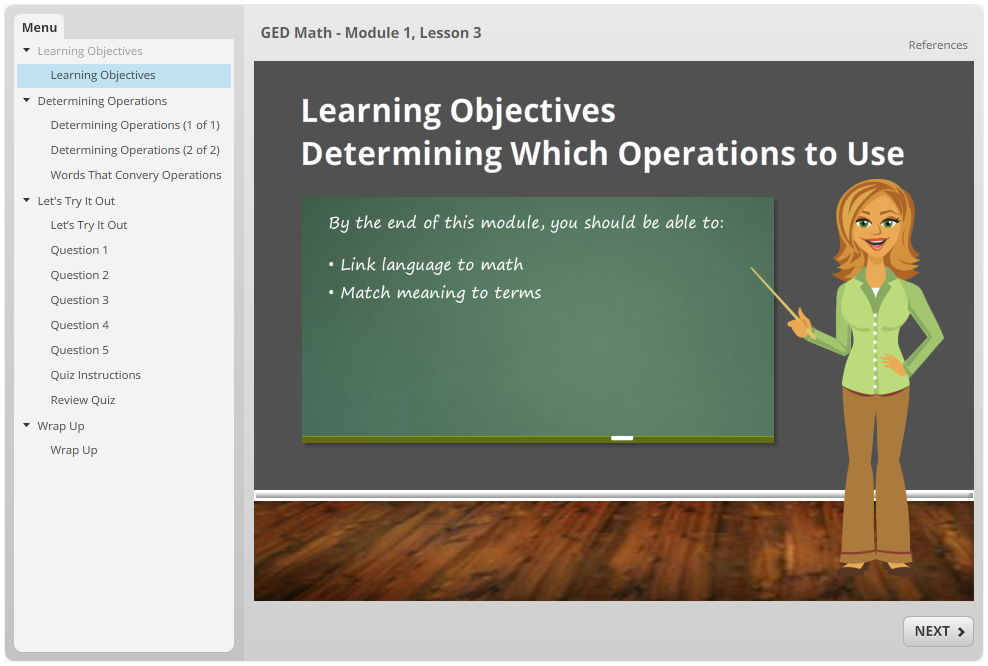 Menu
Learning Objectives
Learning Objectives
Determining Operations
Determining Operations (1 of 1)
Determining Operations (2 of 2)
Words That Convery Operations
Let's Try It Out
Let's Try It Out
Question 1
Question 2
Question 3
Question 4
Question 5
Quiz Instructions
Review Quiz
Wrap Up
Wrap Up
GED Math - Module 1, Lesson 3
References
Learning Objectives
Determining Which Operations to Use
By the end of this module, you should be able to:
• Link language to math
• Match meaning to terms
NEXT